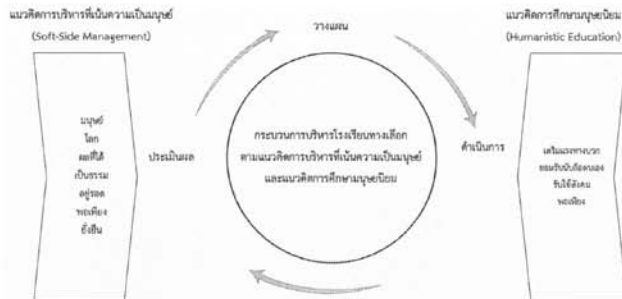 แนวคิดการบริหารที่เน้นความเป็นมนุษย์
(Soft-Side Management)
แนวคิดการศึกษามนุษยนิยม
(Humanistic Education)
วางแผน
มนุษย์
โลก
ผลที่ได้
เป็นธรรม
อยู่รอด
พอเพียง
ยั่งยืน
ประเมินผล
กระบวนการบริหารโรงเรียนทางเลือก
ตามแนวคิดการบริหารที่เน้นความเป็นมนุษย์
และแนวคิดการศึกษามนุษยนิยม
ดำเนินการ
เสริมแรงทางบวก
ยอมรับนับถือตนเอง
รับใช้สังคม
พอเพียง